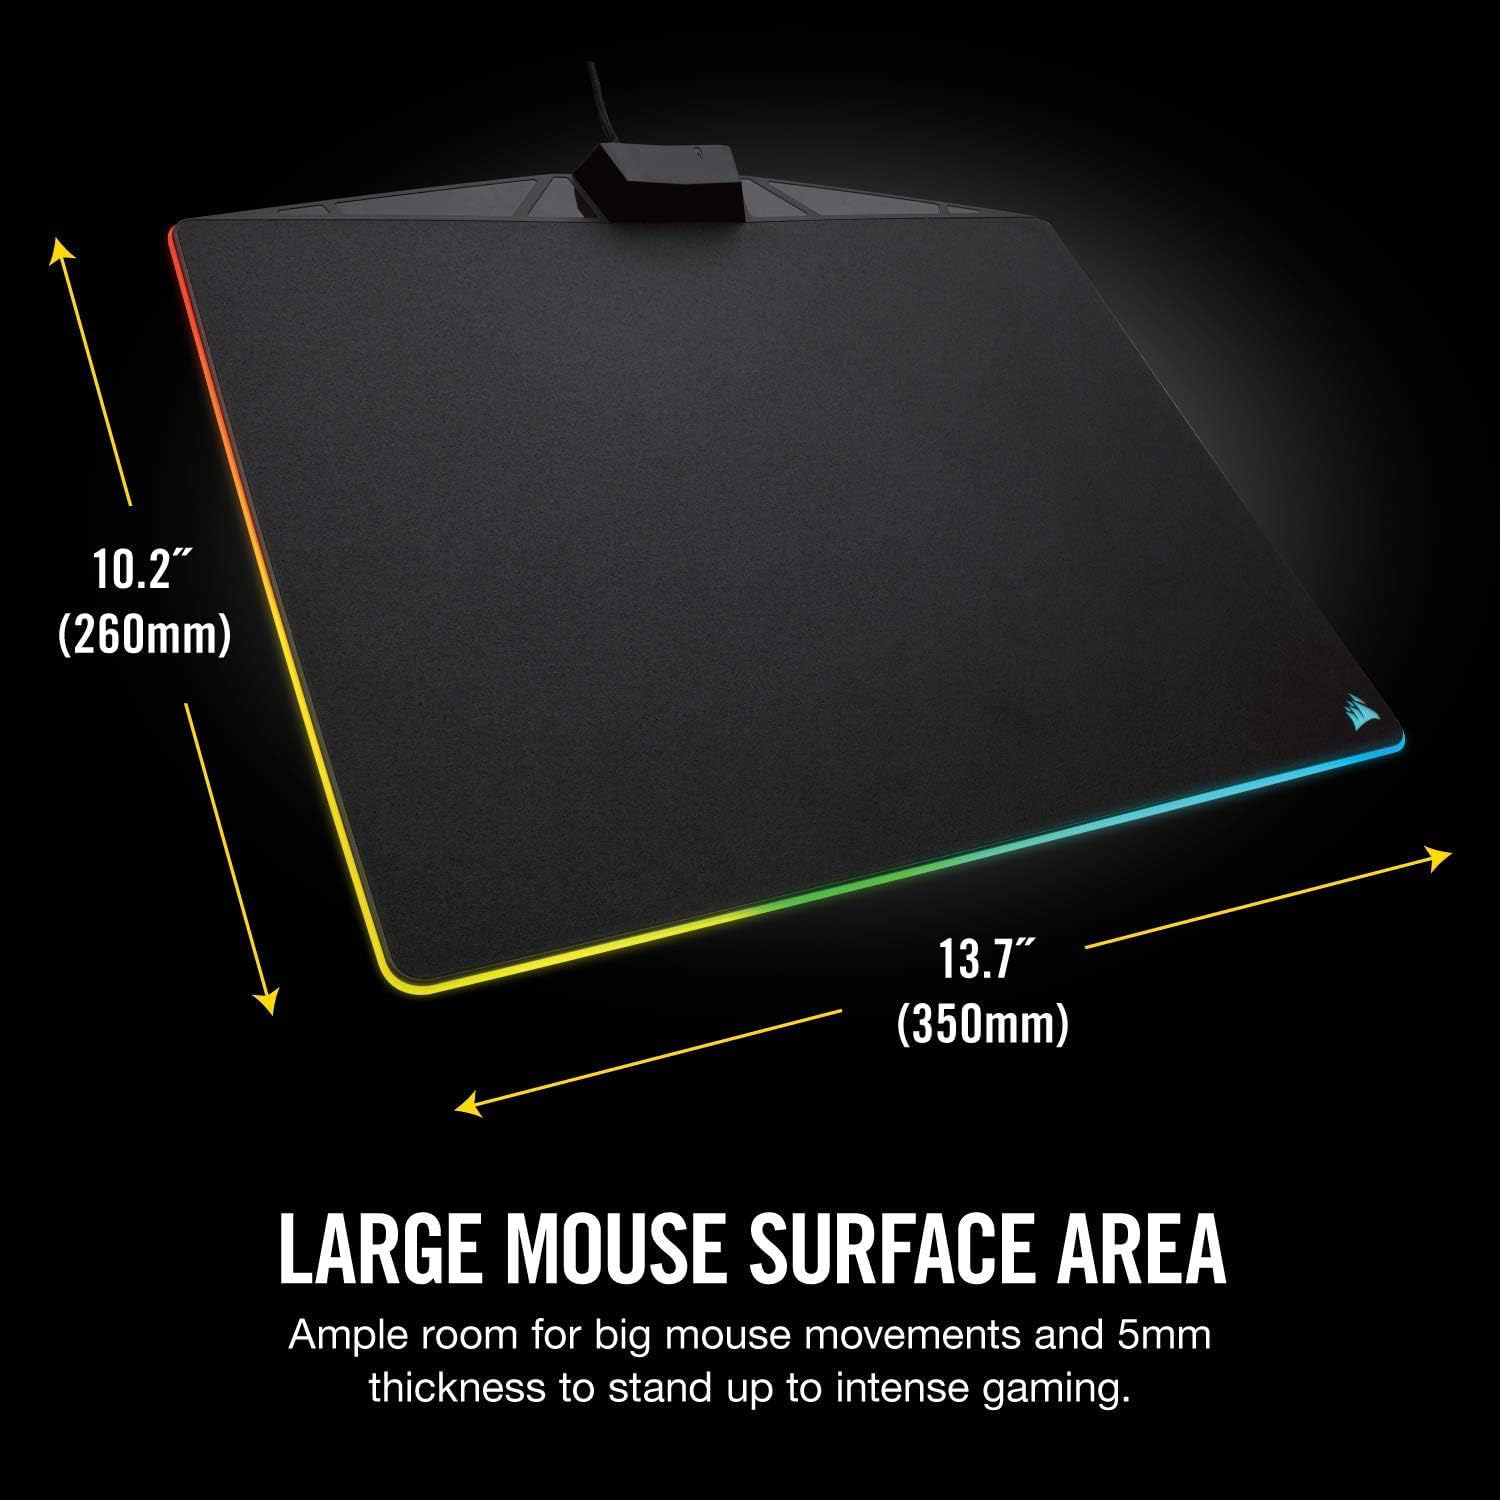 10.2″
(260mm)
13.7″
(350mm)
LARGE MOUSE SURFACE AREA
Ample room for big mouse movements and 5mm
thickness to stand up to intense gaming.